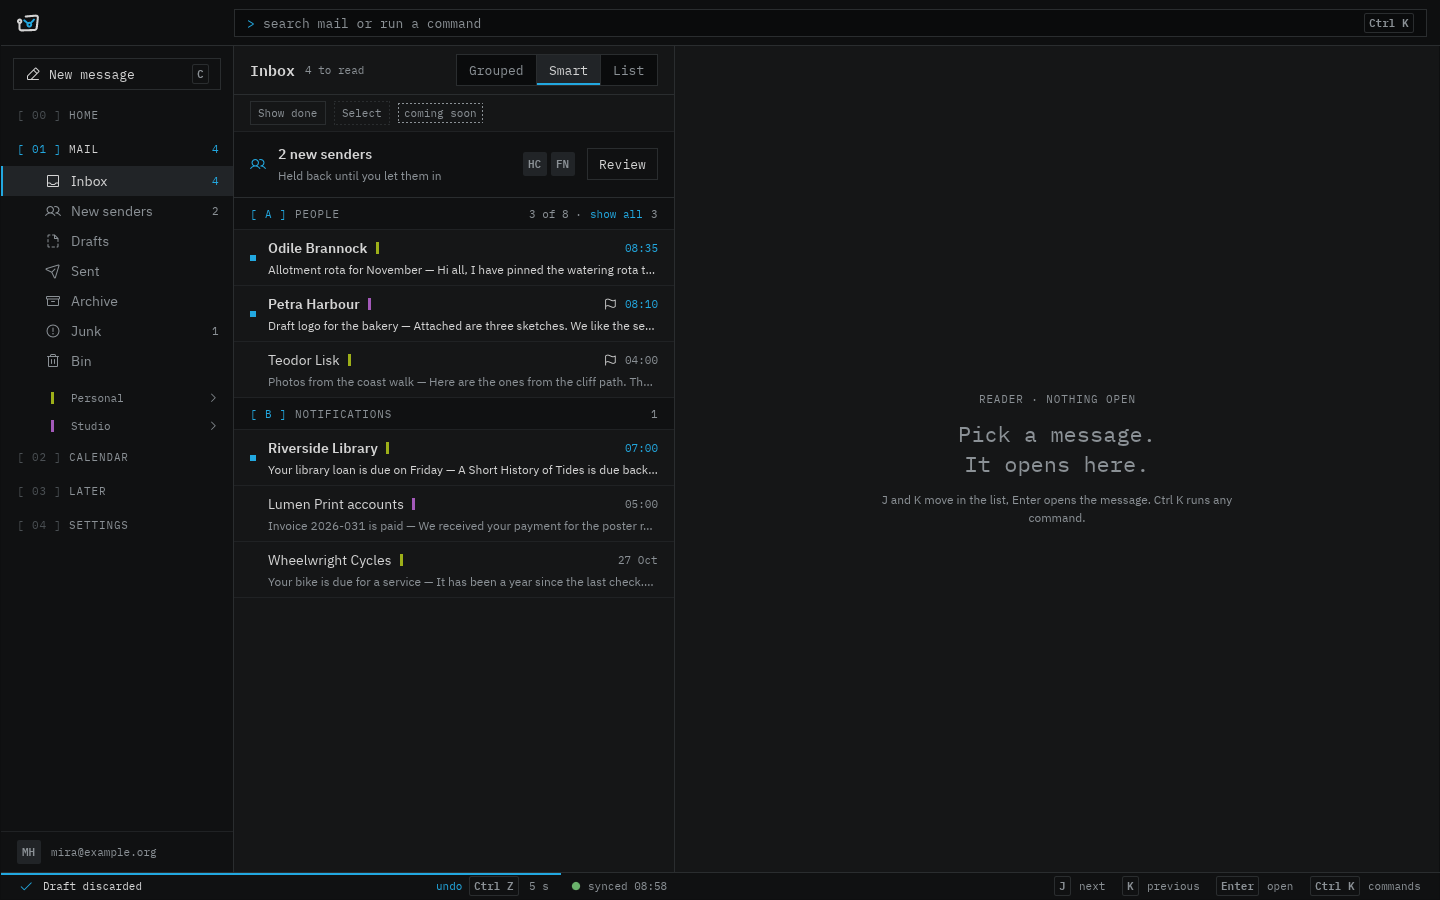 > search mail or run a command Ctrl K
New message C
[ 00 ] HOME
[ 01 ] MAIL 4
Inbox 4
New senders 2
Drafts
Sent
Archive
Junk 1
Bin
Personal
Studio
[ 02 ] CALENDAR
[ 03 ] LATER
[ 04 ] SETTINGS
MH mira@example.org
Inbox 4 to read Grouped Smart List
Show done Select coming soon
2 new senders
Held back until you let them in
HC FN Review
[ A ] PEOPLE 3 of 8 · show all 3
Odile Brannock 08:35
Allotment rota for November — Hi all, I have pinned the watering rota t…
Petra Harbour 08:10
Draft logo for the bakery — Attached are three sketches. We like the se…
Teodor Lisk 04:00
Photos from the coast walk — Here are the ones from the cliff path. Th…
[ B ] NOTIFICATIONS 1
Riverside Library 07:00
Your library loan is due on Friday — A Short History of Tides is due back…
Lumen Print accounts 05:00
Invoice 2026-031 is paid — We received your payment for the poster r…
Wheelwright Cycles 27 Oct
Your bike is due for a service — It has been a year since the last check.…
READER · NOTHING OPEN
Pick a message.
It opens here.
J and K move in the list, Enter opens the message. Ctrl K runs any
command.
Draft discarded undo Ctrl Z 5 s synced 08:58 J next K previous Enter open Ctrl K commands